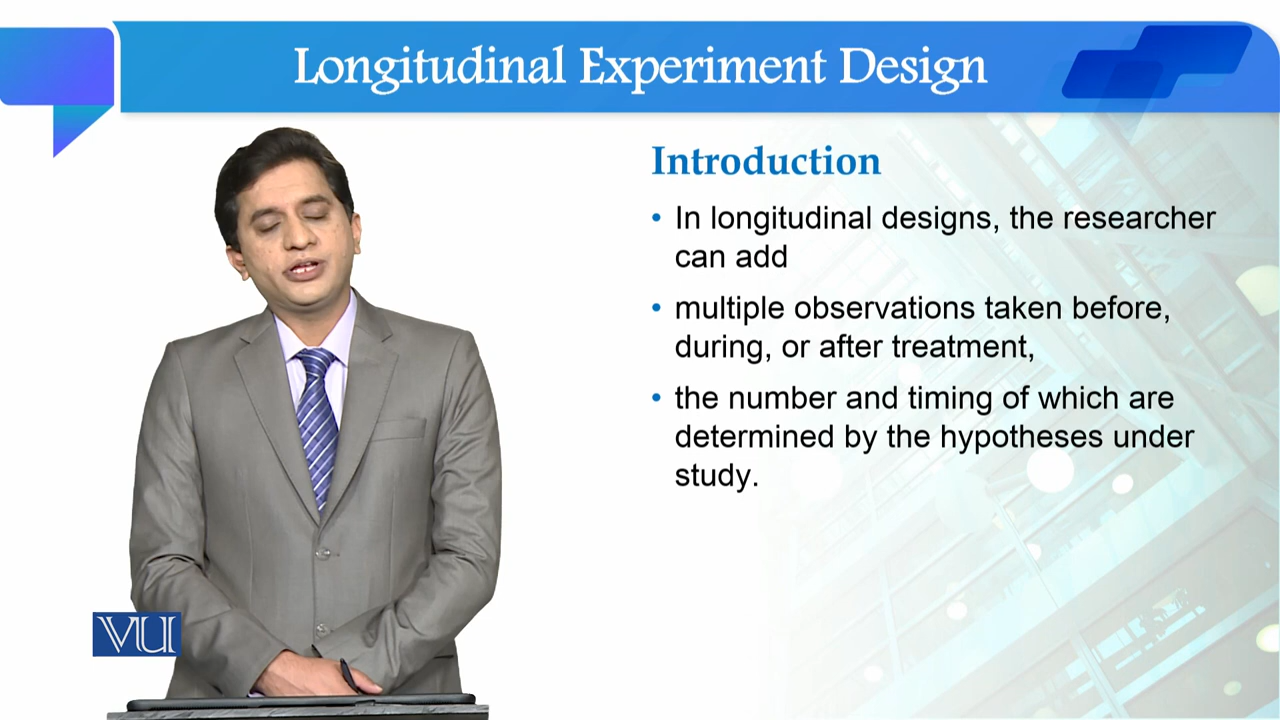 Longitudinal Experiment Design
Introduction
• In longitudinal designs, the researcher
can add
• multiple observations taken before,
during, or after treatment,
• the number and timing of which are
determined by the hypotheses under
study.
VU